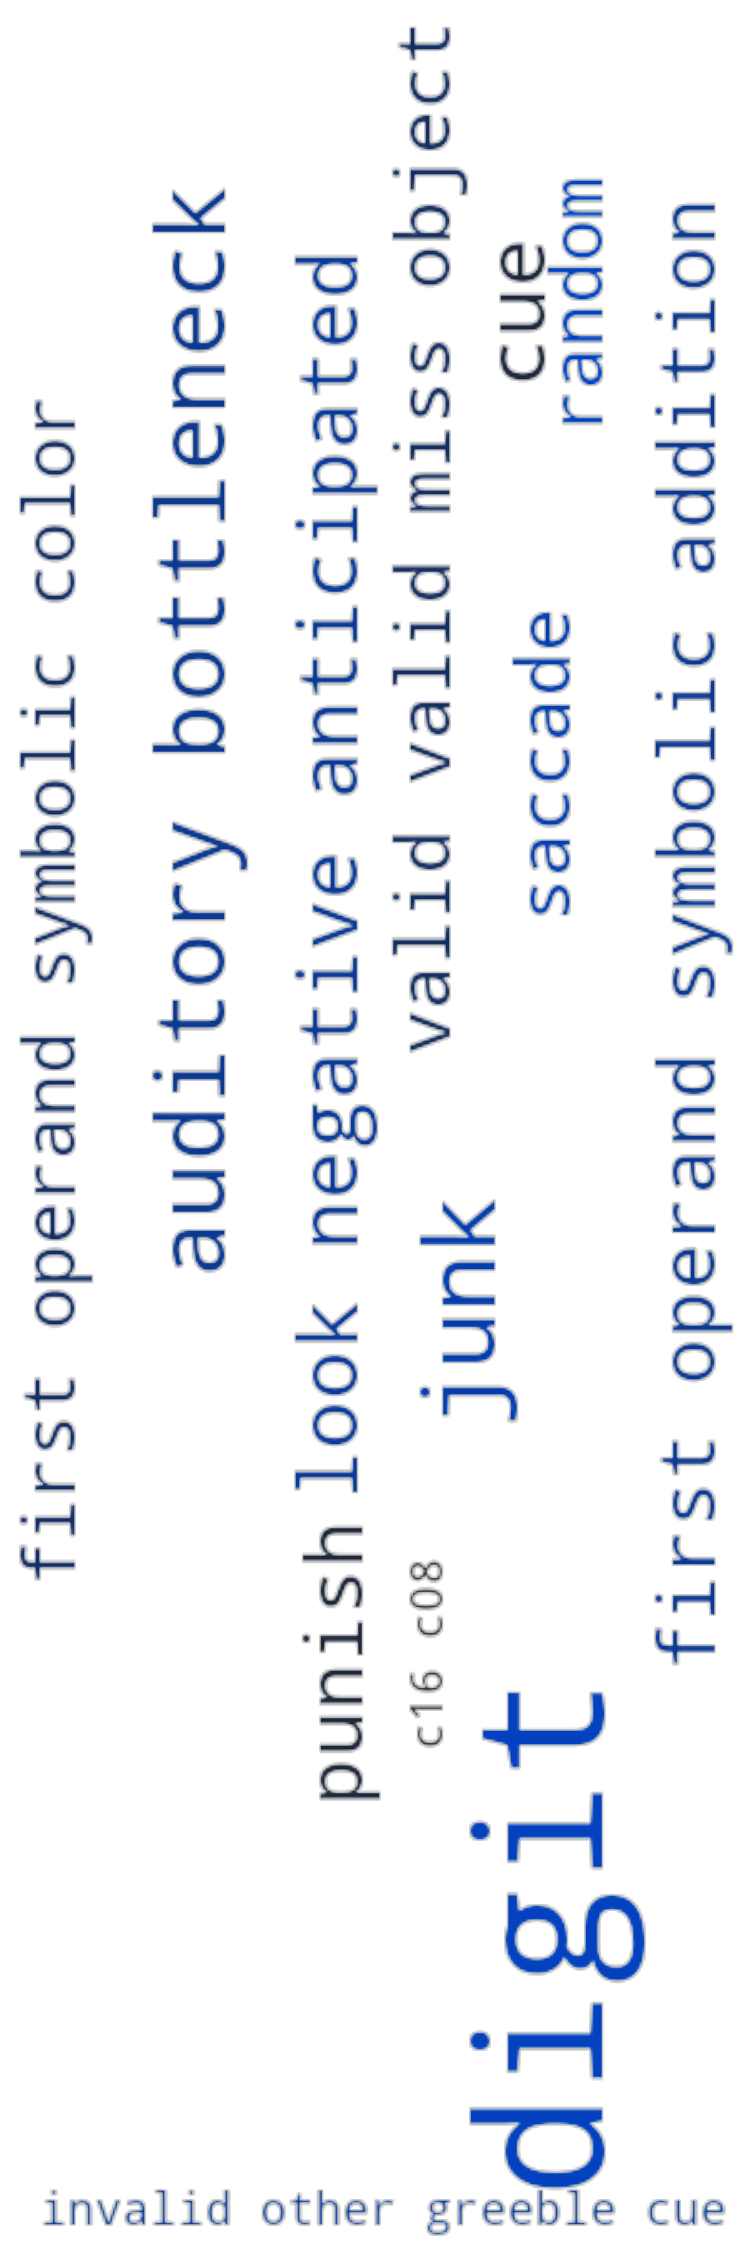 first operand symbolic color
auditory bottleneck
look negative anticipated
punish
valid valid miss object
c16 c08
junk
cue
random
saccade
digit
first operand symbolic addition
invalid other greeble cue